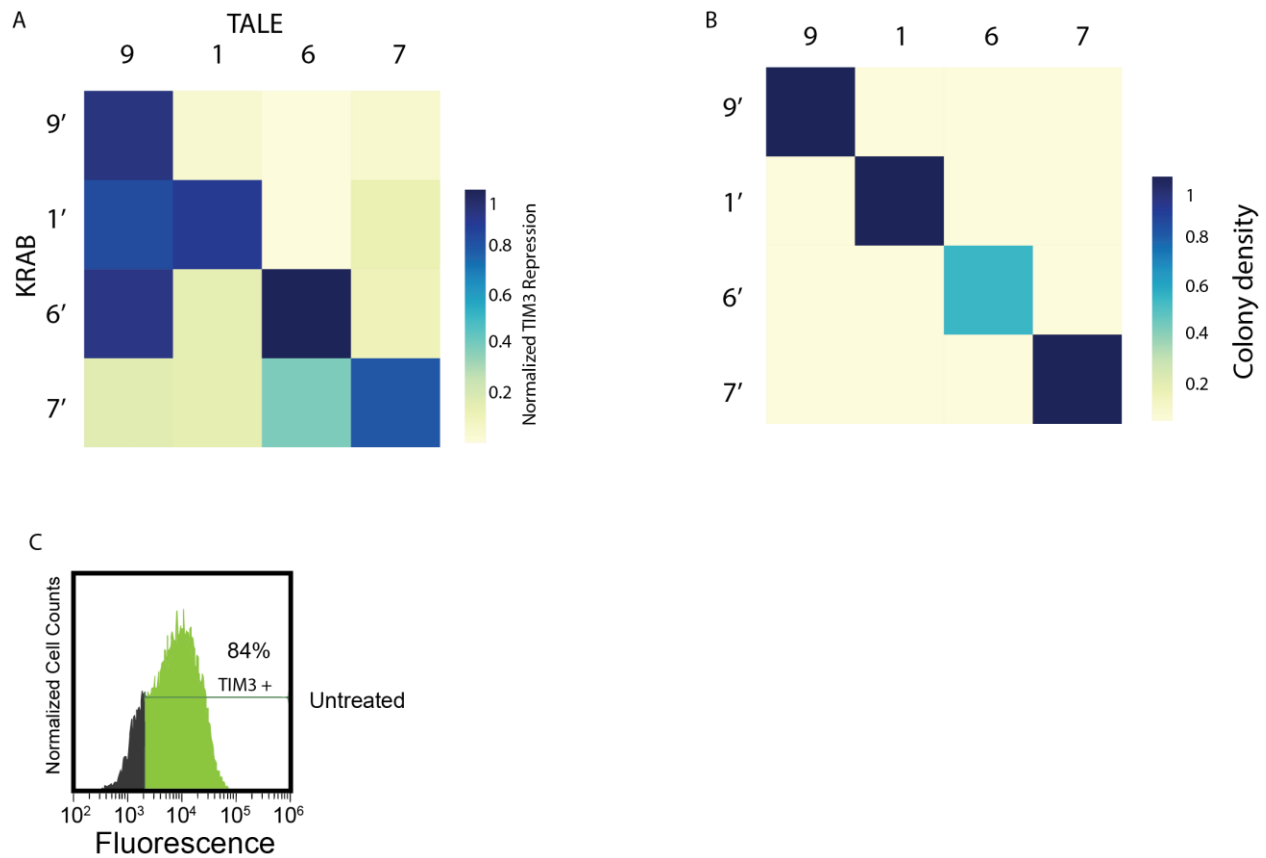 A
TALE
9 1 6 7
KRAB
9′
1′
6′
7′
1
0.8
0.6
0.4
0.2
Normalized TIM3 Repression
B
9 1 6 7
9′
1′
6′
7′
1
0.8
0.6
0.4
0.2
Colony density
C
Normalized Cell Counts
84%
TIM3 +
Untreated
10² 10³ 10⁴ 10⁵ 10⁶
Fluorescence